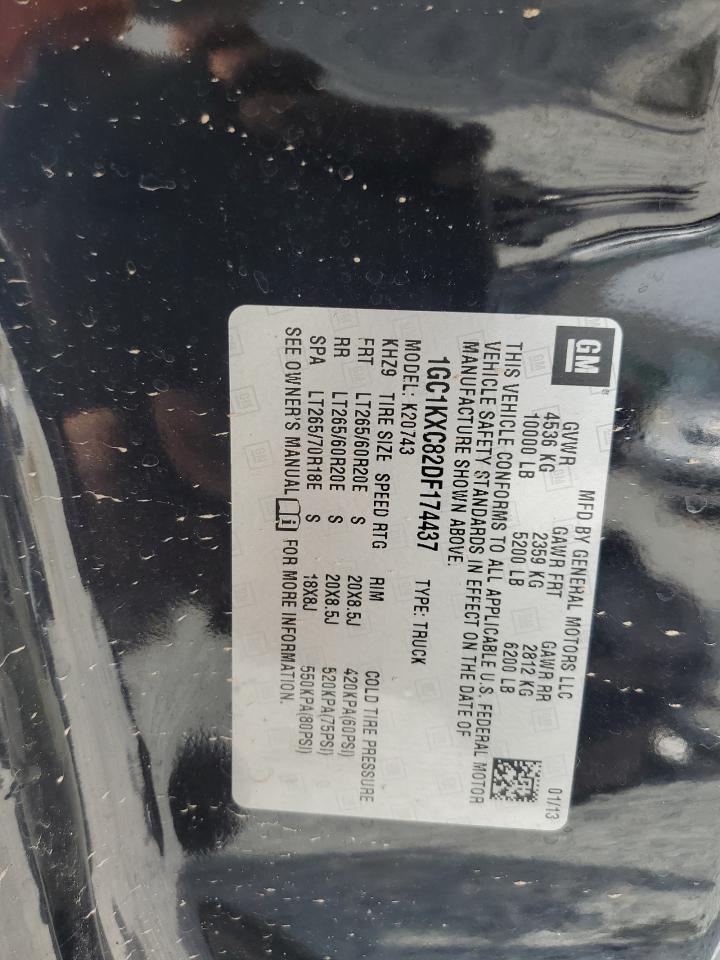 GM
MFD BY GENERAL MOTORS LLC 01/13
GVWR GAWR FRT GAWR RR
4536 KG 2359 KG 2812 KG
10000 LB 5200 LB 6200 LB
THIS VEHICLE CONFORMS TO ALL APPLICABLE U.S. FEDERAL MOTOR
VEHICLE SAFETY STANDARDS IN EFFECT ON THE DATE OF
MANUFACTURE SHOWN ABOVE.
1GC1KXC82DF174437 TYPE: TRUCK
MODEL: K20743
KHZ9 TIRE SIZE SPEED RTG RIM COLD TIRE PRESSURE
FRT LT265/60R20E S 20X8.5J 420KPA(60PSI)
RR LT265/60R20E S 20X8.5J 520KPA(75PSI)
SPA LT265/70R18E S 18X8J 550KPA(80PSI)
SEE OWNER'S MANUAL i FOR MORE INFORMATION.